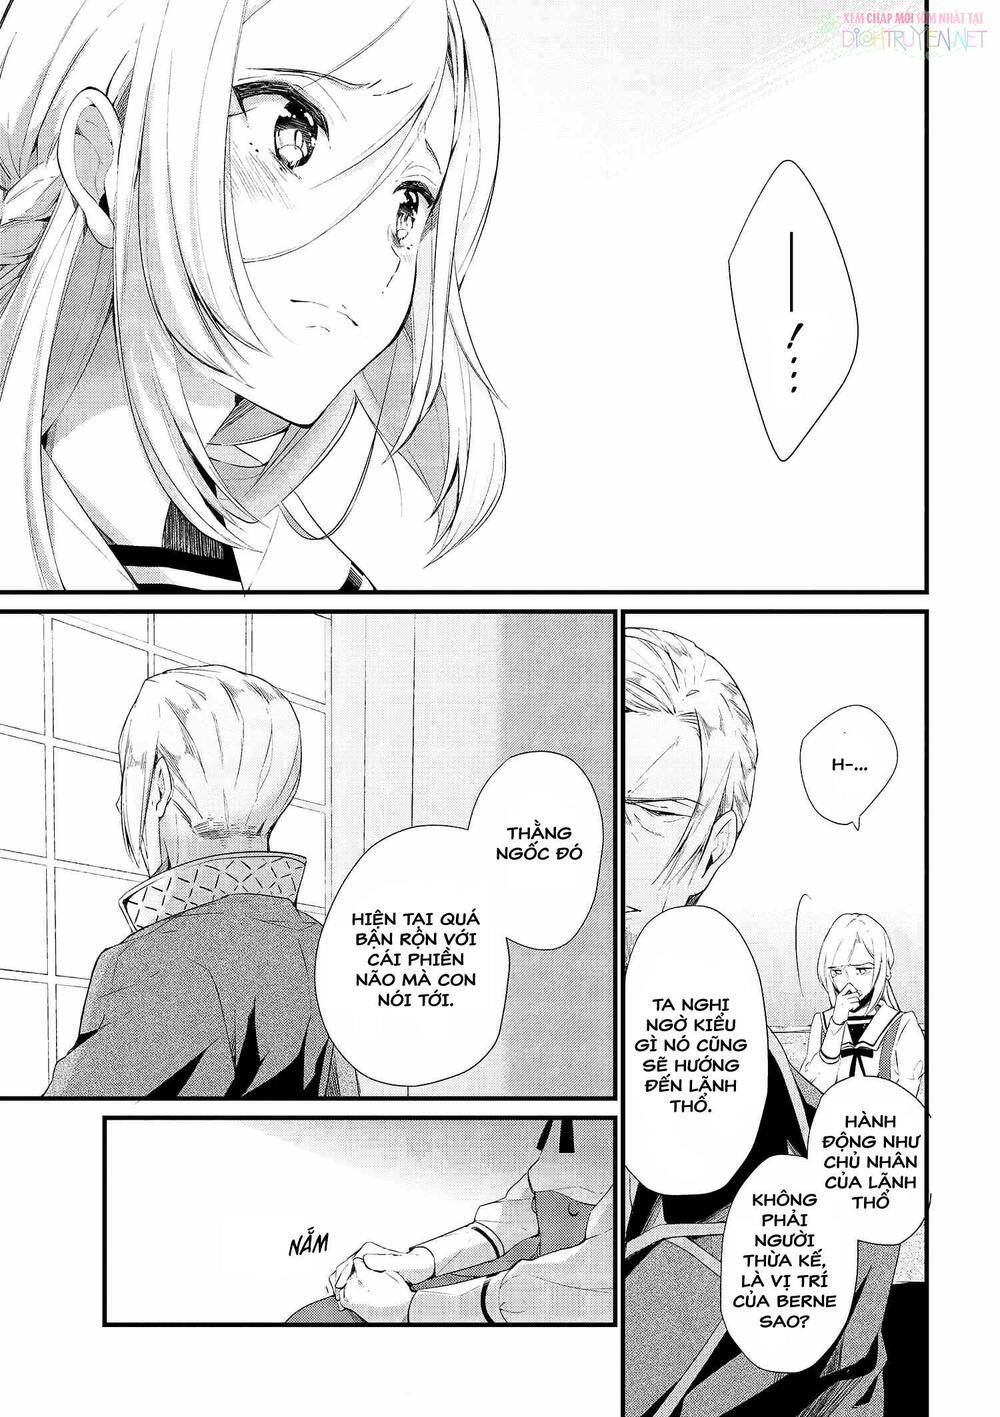 XEM CHAP MỚI SỚM NHẤT TẠI
DICHTRUYEN.NET
—!...
H-...
HÀNH
ĐỘNG NHƯ
CHỦ NHÂN
CỦA LÃNH
THỔ
KHÔNG
PHẢI
NGƯỜI
THỪA KẾ,
LÀ VỊ TRÍ
CỦA BERNE
SAO?
TA NGHI
NGỜ KIỂU
GÌ NÓ CŨNG
SẼ HƯỚNG
ĐẾN LÃNH
THỔ.
THẰNG
NGỐC ĐÓ
HIỆN TẠI QUÁ
BẬN RỘN VỚI
CÁI PHIỀN
NÃO MÀ CON
NÓI TỚI.
NẮM